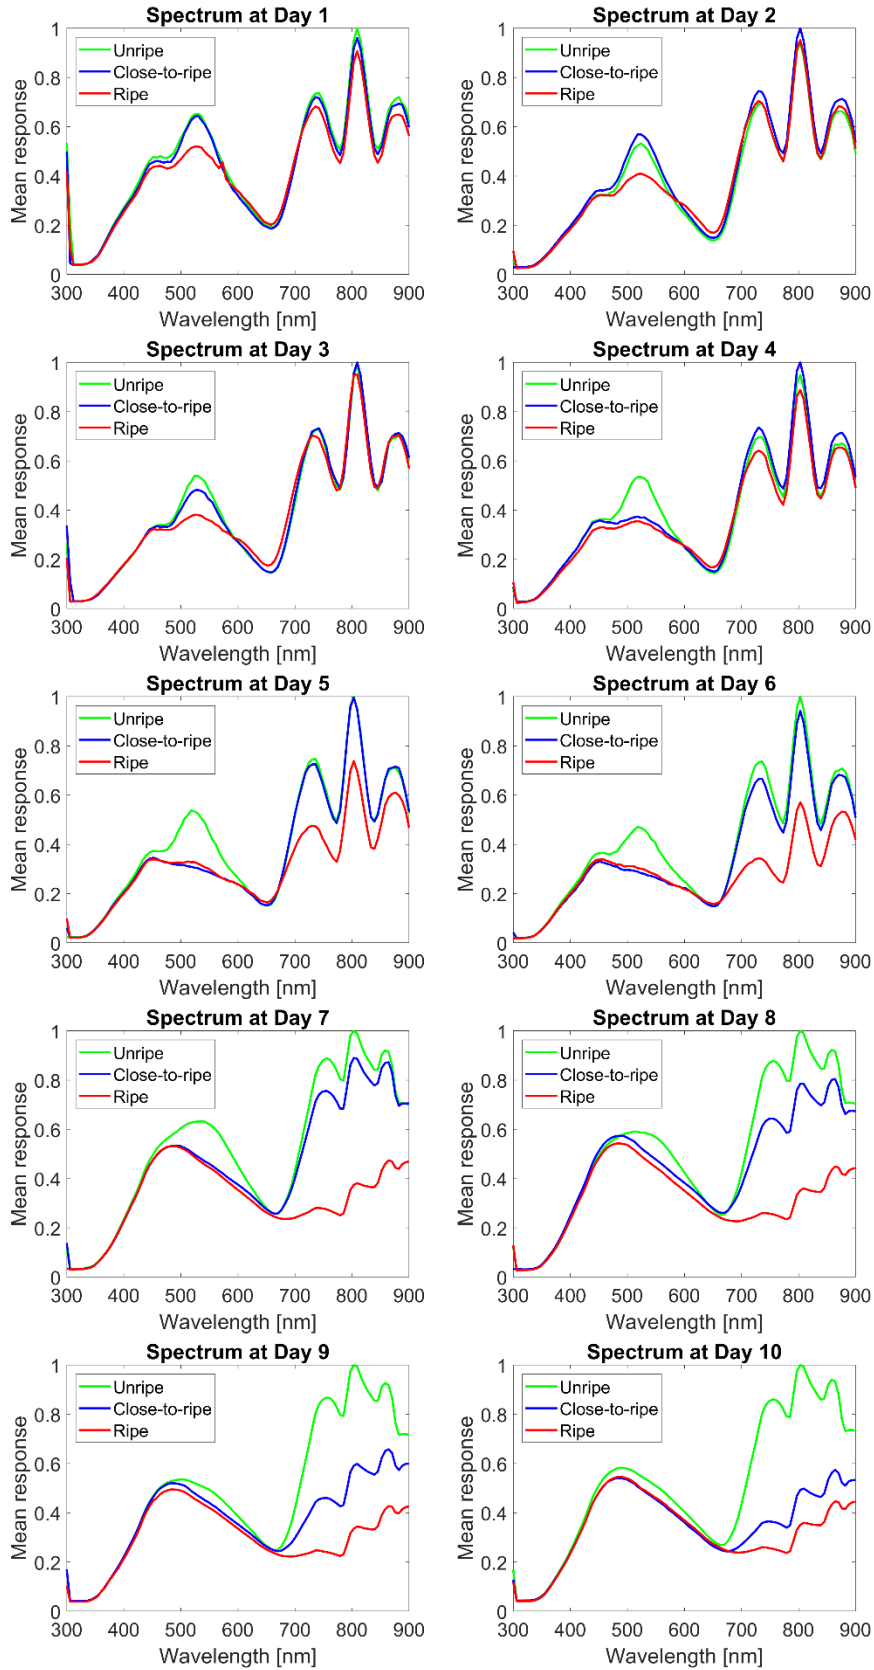 Spectrum at Day 1
1
0.8
0.6
0.4
0.2
0
300 400 500 600 700 800 900
Mean response
Wavelength [nm]
Unripe
Close-to-ripe
Ripe
Spectrum at Day 2
1
0.8
0.6
0.4
0.2
0
300 400 500 600 700 800 900
Mean response
Wavelength [nm]
Unripe
Close-to-ripe
Ripe
Spectrum at Day 3
1
0.8
0.6
0.4
0.2
0
300 400 500 600 700 800 900
Mean response
Wavelength [nm]
Unripe
Close-to-ripe
Ripe
Spectrum at Day 4
1
0.8
0.6
0.4
0.2
0
300 400 500 600 700 800 900
Mean response
Wavelength [nm]
Unripe
Close-to-ripe
Ripe
Spectrum at Day 5
1
0.8
0.6
0.4
0.2
0
300 400 500 600 700 800 900
Mean response
Wavelength [nm]
Unripe
Close-to-ripe
Ripe
Spectrum at Day 6
1
0.8
0.6
0.4
0.2
0
300 400 500 600 700 800 900
Mean response
Wavelength [nm]
Unripe
Close-to-ripe
Ripe
Spectrum at Day 7
1
0.8
0.6
0.4
0.2
0
300 400 500 600 700 800 900
Mean response
Wavelength [nm]
Unripe
Close-to-ripe
Ripe
Spectrum at Day 8
1
0.8
0.6
0.4
0.2
0
300 400 500 600 700 800 900
Mean response
Wavelength [nm]
Unripe
Close-to-ripe
Ripe
Spectrum at Day 9
1
0.8
0.6
0.4
0.2
0
300 400 500 600 700 800 900
Mean response
Wavelength [nm]
Unripe
Close-to-ripe
Ripe
Spectrum at Day 10
1
0.8
0.6
0.4
0.2
0
300 400 500 600 700 800 900
Mean response
Wavelength [nm]
Unripe
Close-to-ripe
Ripe